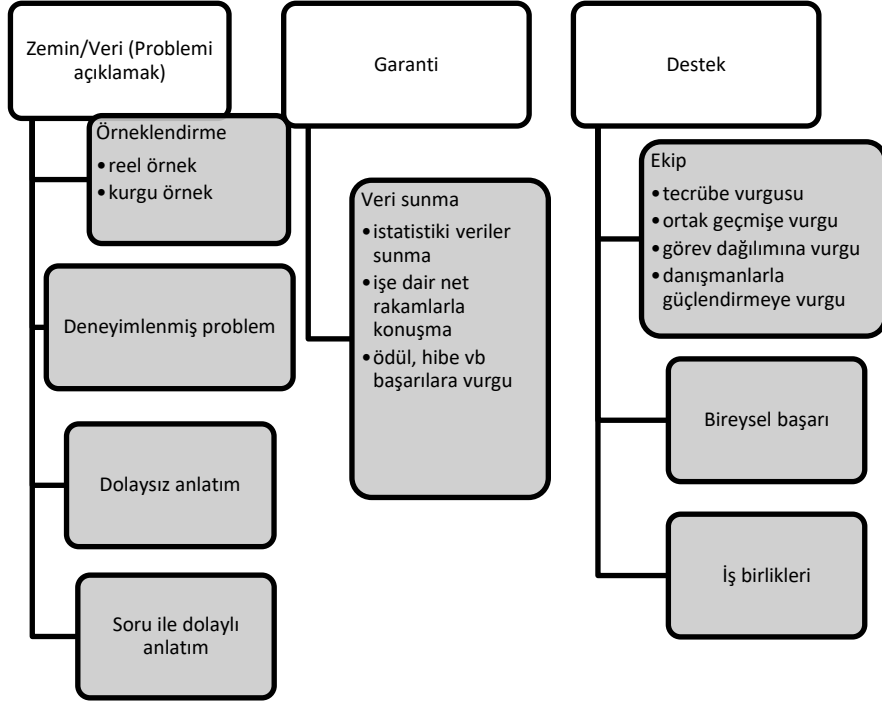 Zemin/Veri (Problemi
açıklamak)
Örneklendirme
•reel örnek
•kurgu örnek
Deneyimlenmiş problem
Dolaysız anlatım
Soru ile dolaylı
anlatım
Garanti
Veri sunma
•istatistiki veriler
sunma
•işe dair net
rakamlarla
konuşma
•ödül, hibe vb
başarılara vurgu
Destek
Ekip
•tecrübe vurgusu
•ortak geçmişe vurgu
•görev dağılımına vurgu
•danışmanlarla
güçlendirmeye vurgu
Bireysel başarı
İş birlikleri